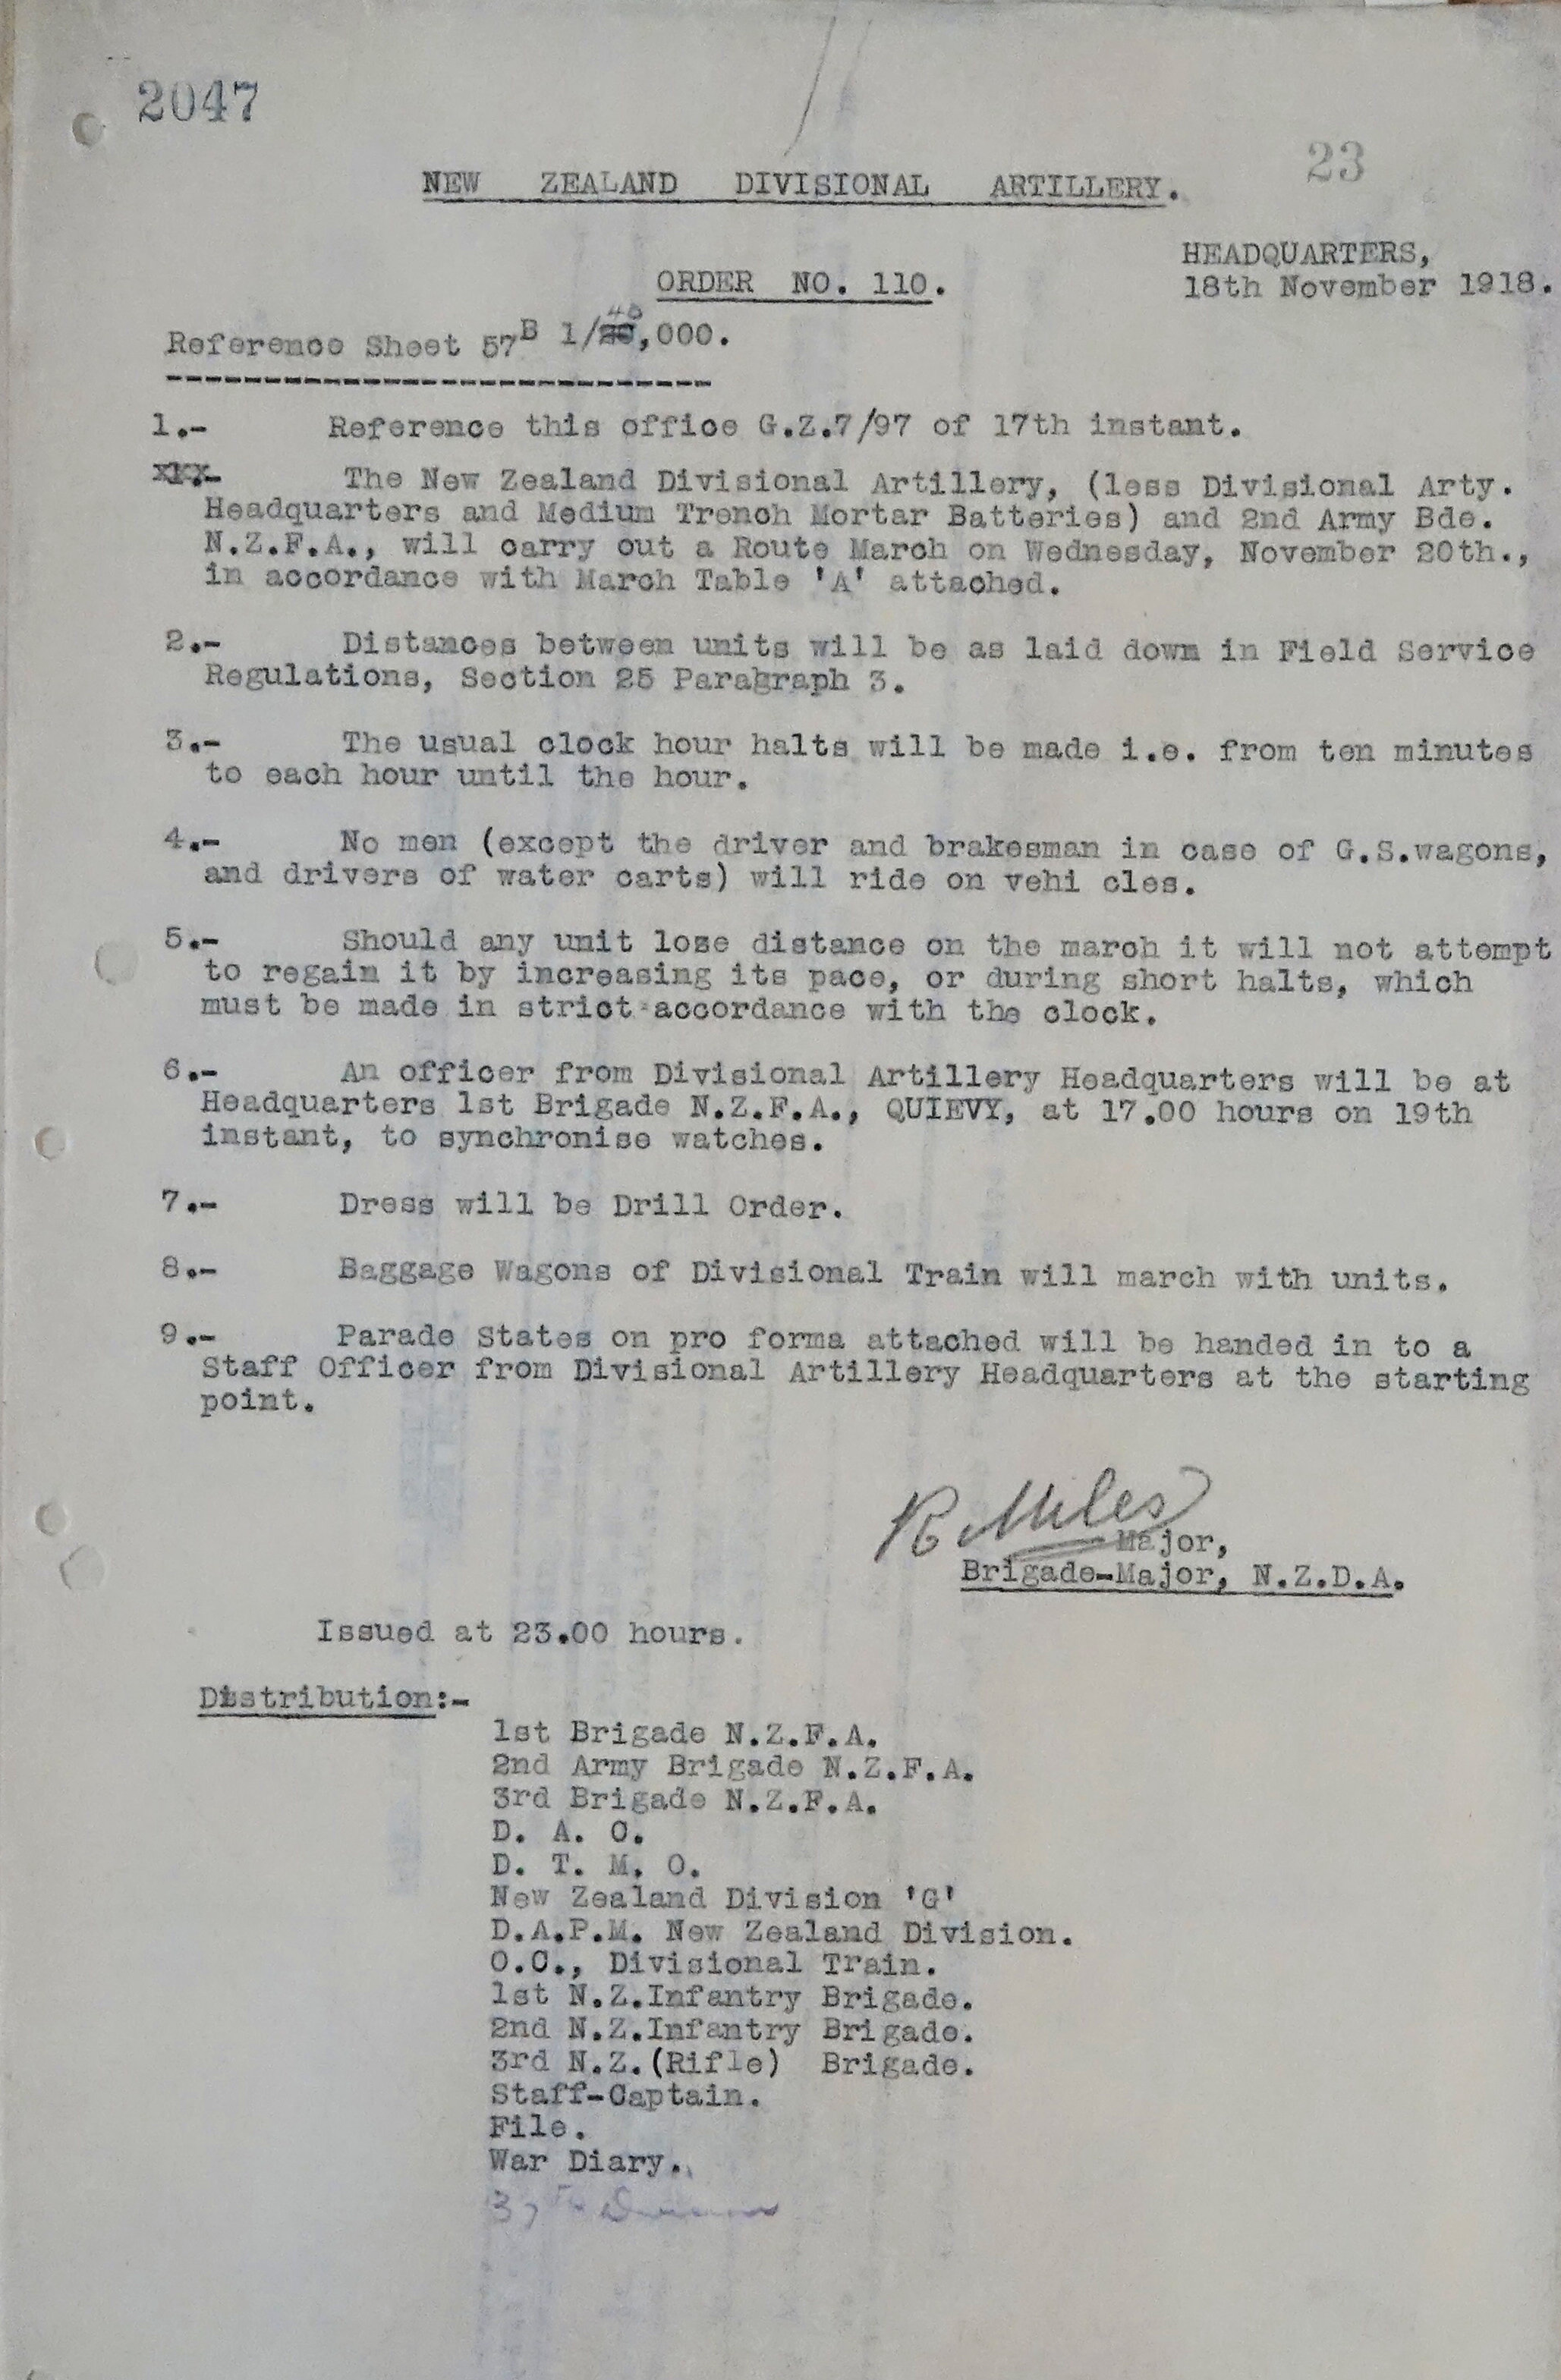 2047
23
NEW ZEALAND DIVISIONAL ARTILLERY.
HEADQUARTERS,
18th November 1918.
ORDER NO. 110.
40
Reference Sheet 57B 1/20,000.
------------------------------
1.- Reference this office G.Z.7/97 of 17th instant.
The New Zealand Divisional Artillery, (less Divisional Arty.
Headquarters and Medium Trench Mortar Batteries) and 2nd Army Bde.
N.Z.F.A., will carry out a Route March on Wednesday, November 20th.,
in accordance with March Table 'A' attached.
2.- Distances between units will be as laid down in Field Service
Regulations, Section 25 Paragraph 3.
3.- The usual clock hour halts will be made i.e. from ten minutes
to each hour until the hour.
4.- No men (except the driver and brakesman in case of G.S.wagons,
and drivers of water carts) will ride on vehi cles.
5.- Should any unit lose distance on the march it will not attempt
to regain it by increasing its pace, or during short halts, which
must be made in strict accordance with the clock.
6.- An officer from Divisional Artillery Headquarters will be at
Headquarters 1st Brigade N.Z.F.A., QUIEVY, at 17.00 hours on 19th
instant, to synchronise watches.
7.- Dress will be Drill Order.
8.- Baggage Wagons of Divisional Train will march with units.
9.- Parade States on pro forma attached will be handed in to a
Staff Officer from Divisional Artillery Headquarters at the starting
point.
R Miles
Major,
Brigade-Major, N.Z.D.A.
Issued at 23.00 hours.
Distribution:-
1st Brigade N.Z.F.A.
2nd Army Brigade N.Z.F.A.
3rd Brigade N.Z.F.A.
D. A. C.
D. T. M. O.
New Zealand Division 'G'
D.A.P.M. New Zealand Division.
O.C., Divisional Train.
1st N.Z.Infantry Brigade.
2nd N.Z.Infantry Brigade.
3rd N.Z.(Rifle) Brigade.
Staff-Captain.
File.
War Diary.
37th